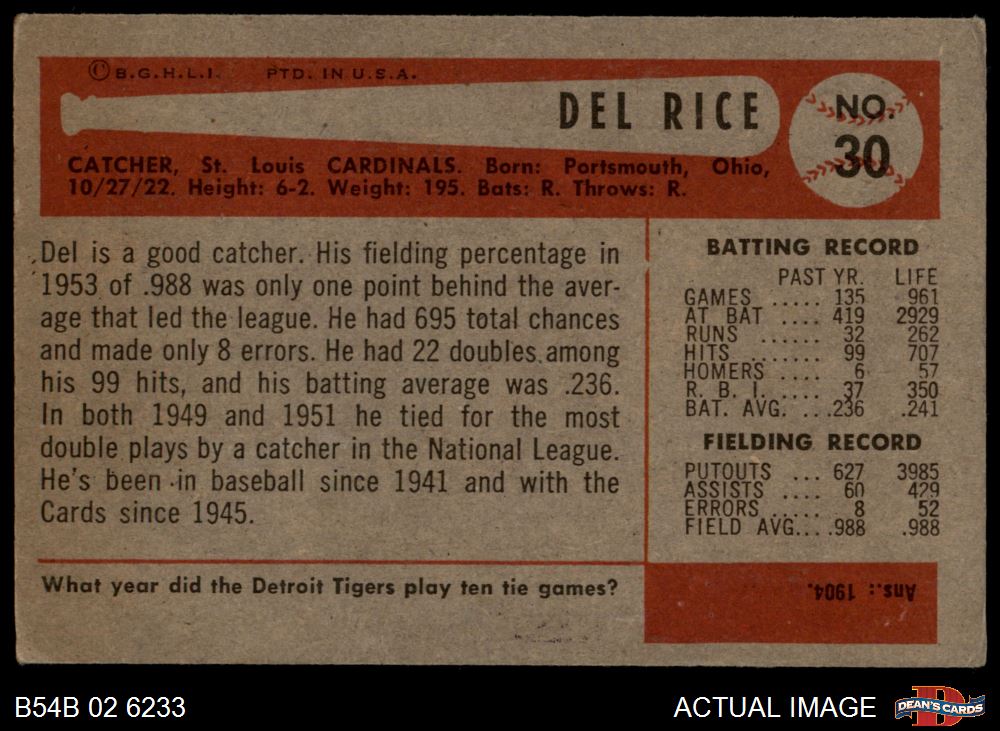 ©B.G.H.L.I. PTD. IN U.S.A.
DEL RICE
NO.
30
CATCHER, St. Louis CARDINALS. Born: Portsmouth, Ohio,
10/27/22. Height: 6-2. Weight: 195. Bats: R. Throws: R.
Del is a good catcher. His fielding percentage in
1953 of .988 was only one point behind the aver-
age that led the league. He had 695 total chances
and made only 8 errors. He had 22 doubles among
his 99 hits, and his batting average was .236.
In both 1949 and 1951 he tied for the most
double plays by a catcher in the National League.
He's been in baseball since 1941 and with the
Cards since 1945.
BATTING RECORD
PAST YR. LIFE
GAMES ..... 135 961
AT BAT .... 419 2929
RUNS ...... 32 262
HITS ....... 99 707
HOMERS .... 6 57
R. B. I. .... 37 350
BAT. AVG. ...236 .241
FIELDING RECORD
PUTOUTS ... 627 3985
ASSISTS .... 60 429
ERRORS .... 8 52
FIELD AVG....988 .988
What year did the Detroit Tigers play ten tie games?
Ans.: 1904.
B54B 02 6233
ACTUAL IMAGE
D
DEAN'S CARDS